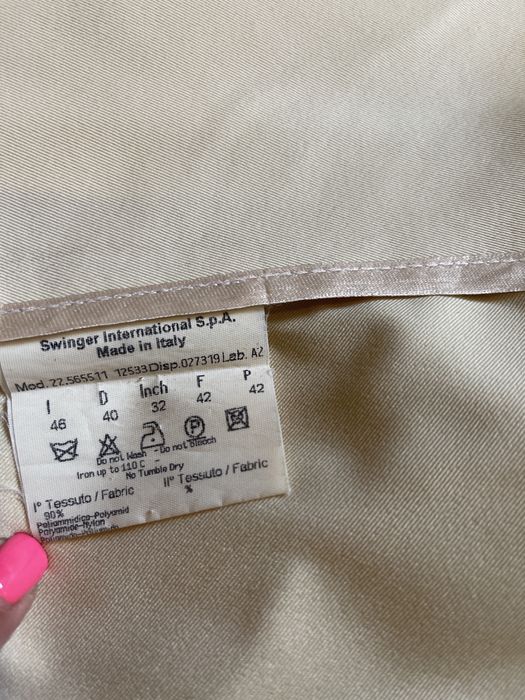 Swinger International S.p.A.
Made in Italy
Mod. 22.565511 12533 Disp.027319 Lab. A2
I D Inch F P
46 40 32 42 42
P
Do not Wash - Do not Bleach
Iron up to 110 C -
No Tumble Dry
I° Tessuto / Fabric II° Tessuto / Fabric
90% %
Poliammidica-Polyamid
Polyamide-Nylon